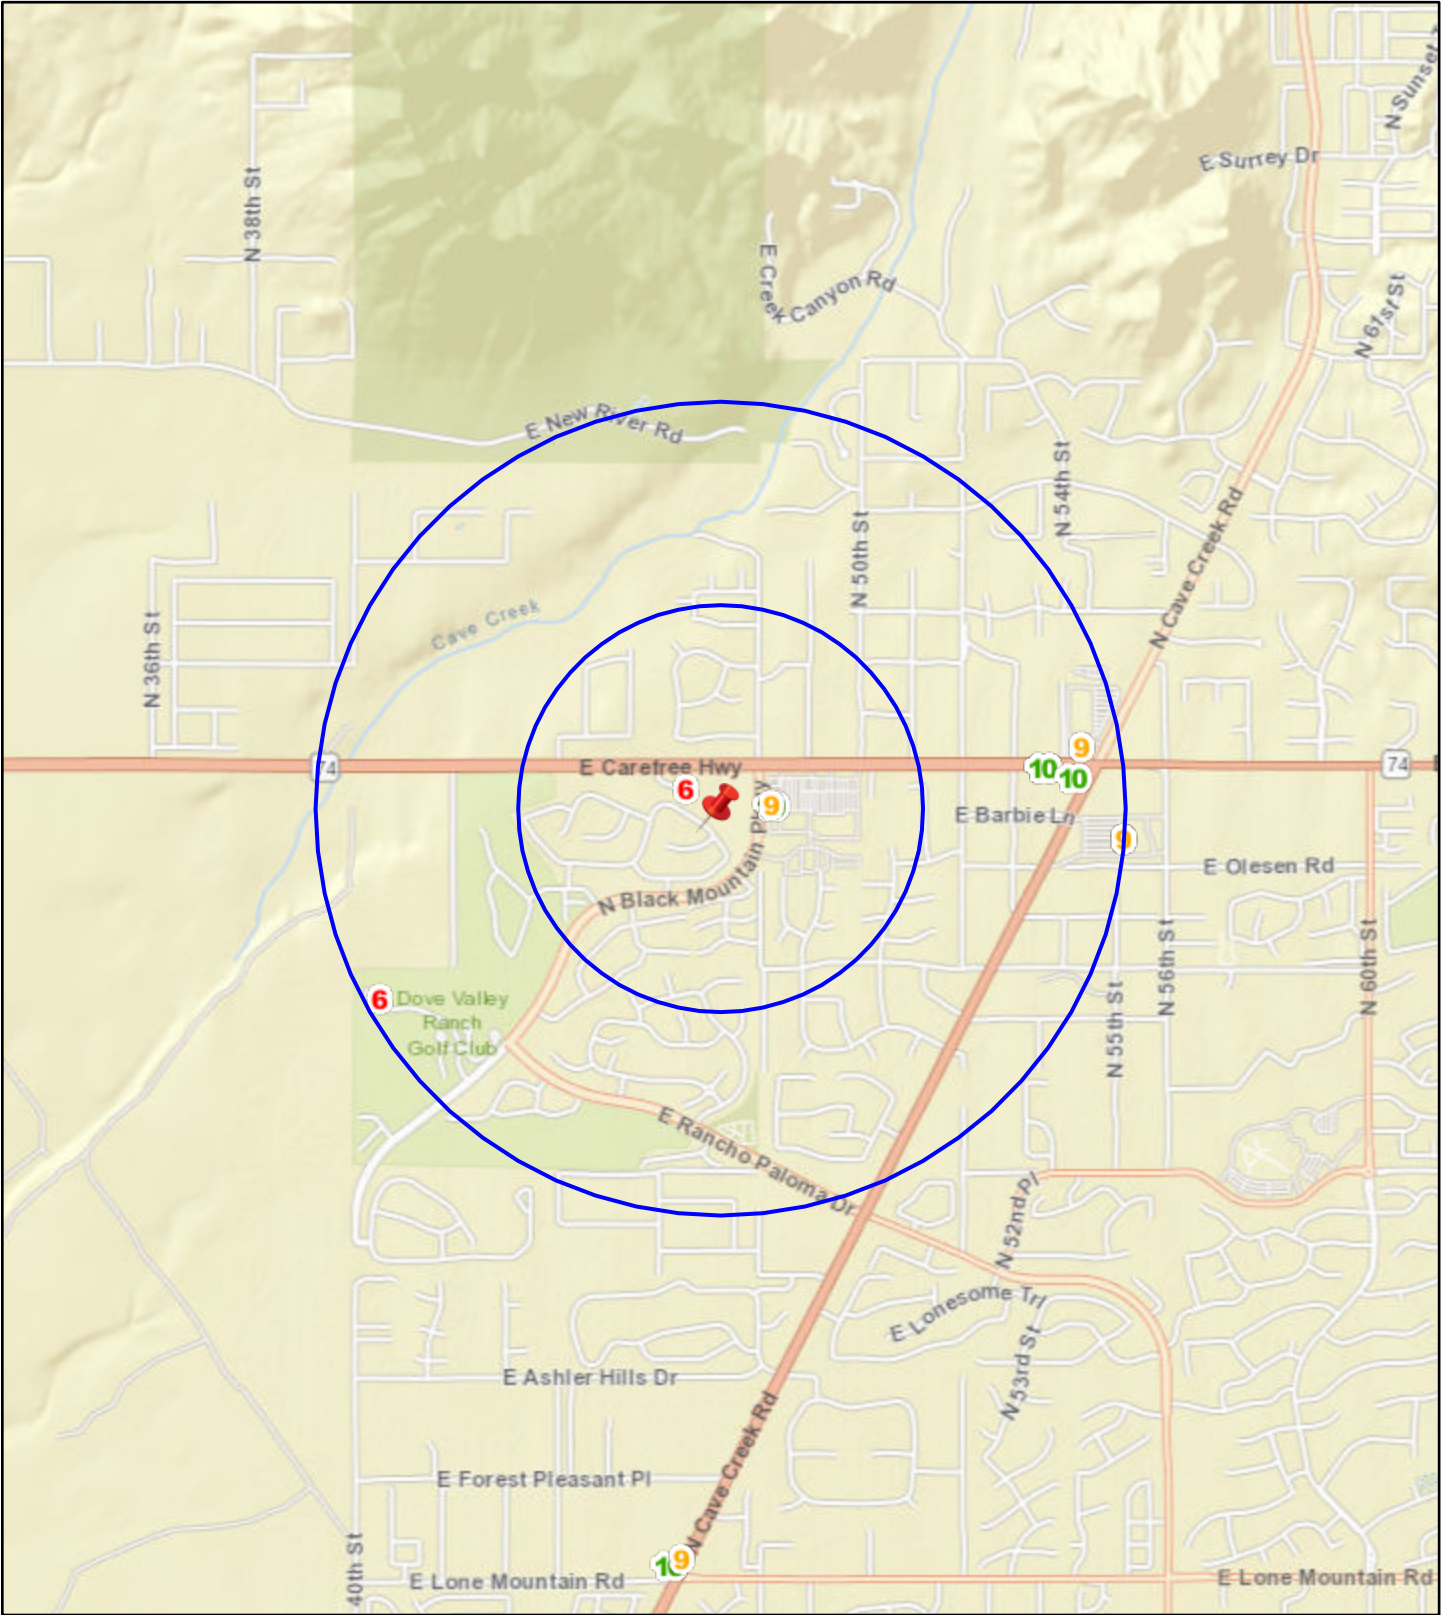 N Sunset
E Surrey Dr
N 38th St
E Creek Canyon Rd
N 61st St
E New River Rd
N 54th St
N Cave Creek Rd
N 50th St
Cave Creek
N 36th St
9
74
E Carefree Hwy
10
74
10
6
9
E Barbie Ln
9
E Olesen Rd
N Black Mountain Pkwy
N 56th St
N 60th St
6
Dove Valley
Ranch
Golf Club
N 55th St
E Rancho Paloma Dr
N 52nd Pl
E Lonesome Trl
N 53rd St
E Ashler Hills Dr
N Cave Creek Rd
E Forest Pleasant Pl
40th St
10
9
E Lone Mountain Rd
E Lone Mountain Rd